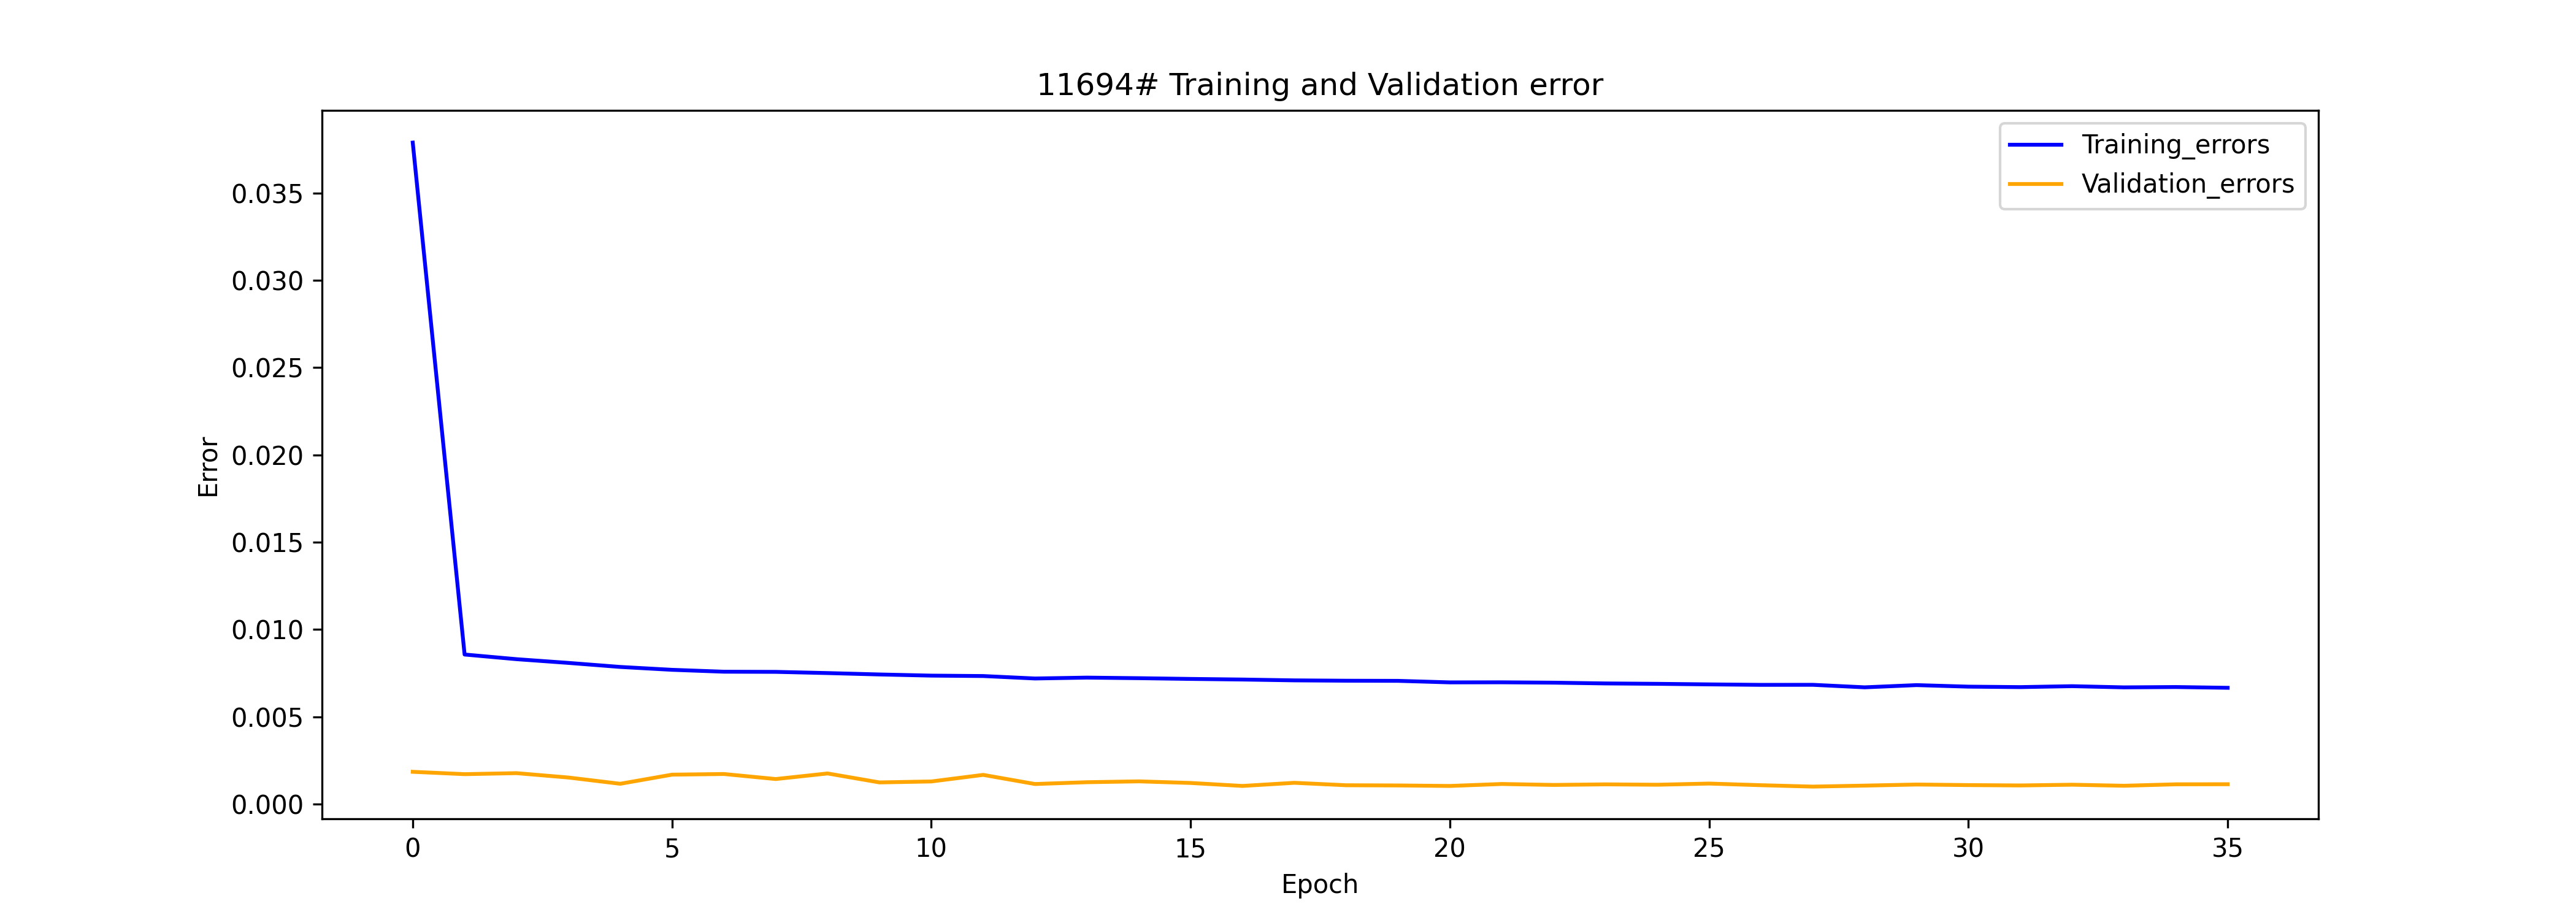 11694# Training and Validation error
Training_errors
Validation_errors
Error
0.035
0.030
0.025
0.020
0.015
0.010
0.005
0.000
0 5 10 15 20 25 30 35
Epoch